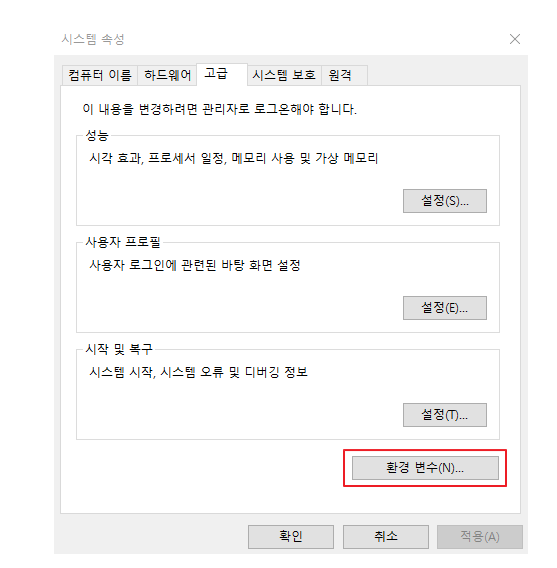 시스템 속성
컴퓨터 이름 하드웨어 고급 시스템 보호 원격
이 내용을 변경하려면 관리자로 로그온해야 합니다.
성능
시각 효과, 프로세서 일정, 메모리 사용 및 가상 메모리
설정(S)...
사용자 프로필
사용자 로그인에 관련된 바탕 화면 설정
설정(E)...
시작 및 복구
시스템 시작, 시스템 오류 및 디버깅 정보
설정(T)...
환경 변수(N)...
확인 취소 적용(A)